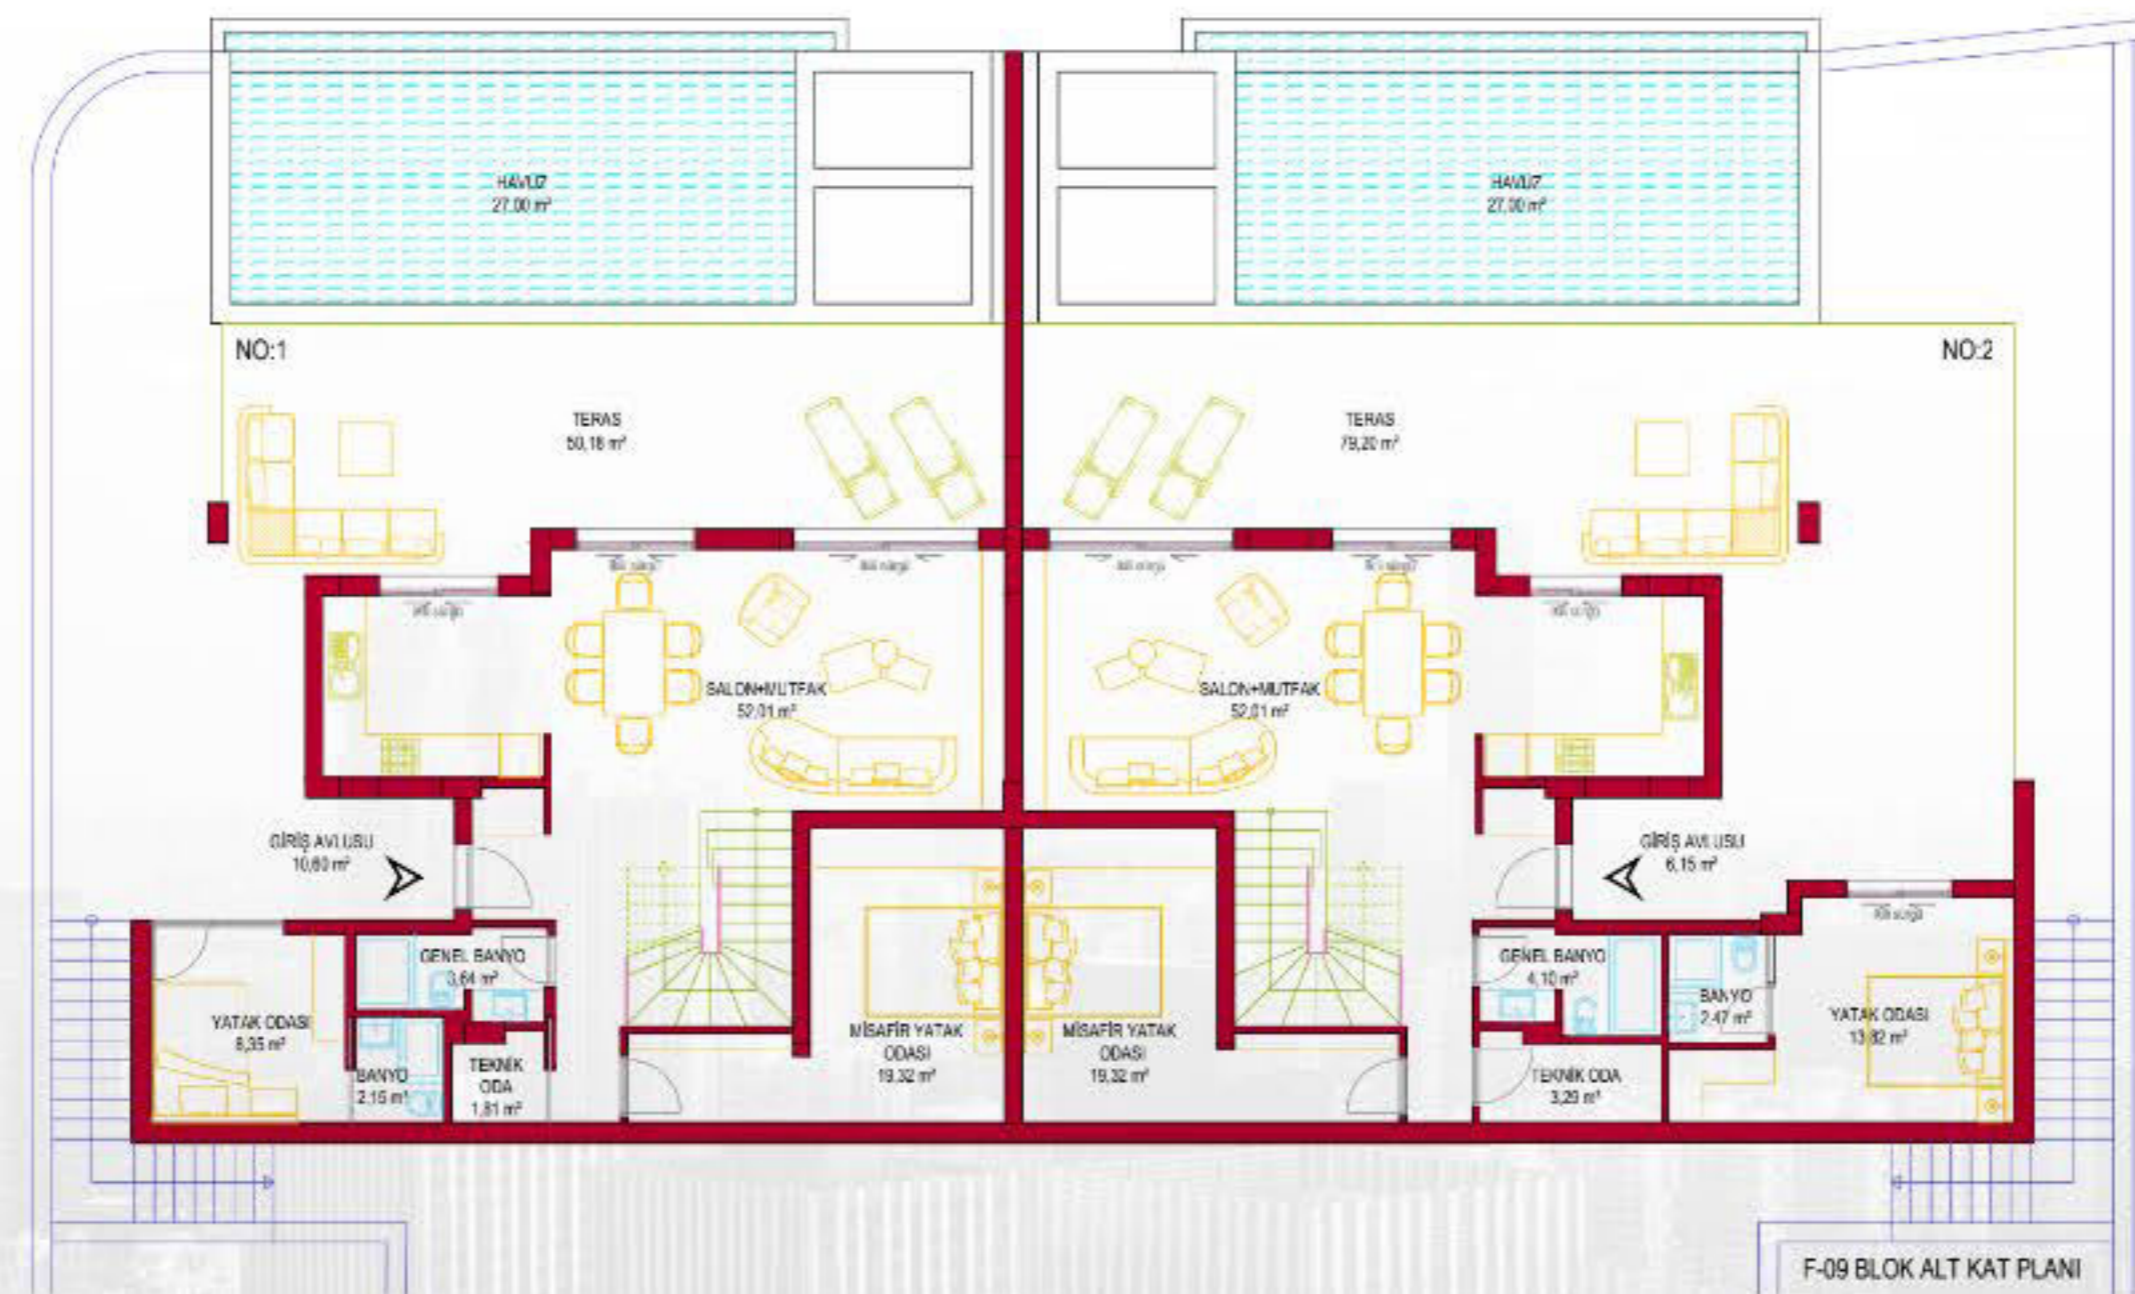 HAVUZ
27.00 m²
HAVUZ
27,00 m²
NO:1
NO:2
TERAS
50,18 m²
TERAS
79,20 m²
SALON+MUTFAK
52,01 m²
SALON+MUTFAK
52,01 m²
GİRİŞ AVLUSU
10,60 m²
GİRİŞ AVLUSU
6,15 m²
GENEL BANYO
3,64 m²
GENEL BANYO
4,10 m²
YATAK ODASI
8,35 m²
BANYO
2,15 m²
TEKNİK
ODA
1,81 m²
MİSAFİR YATAK
ODASI
19,32 m²
MİSAFİR YATAK
ODASI
19,32 m²
TEKNİK ODA
3,29 m²
BANYO
2,47 m²
YATAK ODASI
13,82 m²
F-09 BLOK ALT KAT PLANI